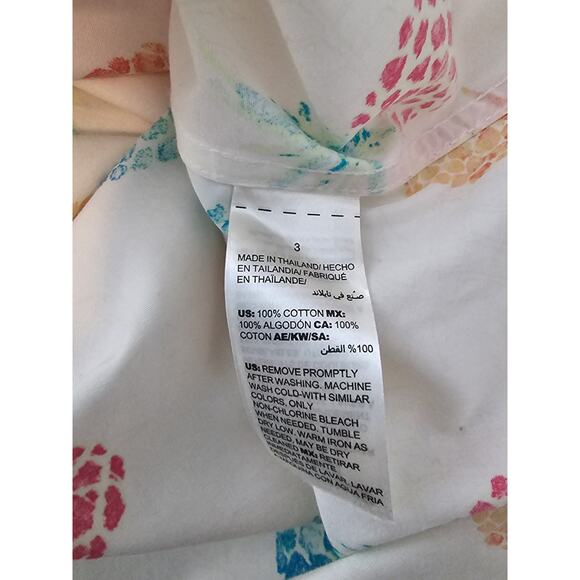 3
MADE IN THAILAND/ HECHO
EN TAILANDIA/ FABRIQUÉ
EN THAÏLANDE/
صنع في تايلاند
US: 100% COTTON MX:
100% ALGODÓN CA: 100%
COTON AE/KW/SA:
100% القطن
US: REMOVE PROMPTLY
AFTER WASHING. MACHINE
WASH COLD-WITH SIMILAR
COLORS. ONLY
NON-CHLORINE BLEACH
WHEN NEEDED. TUMBLE
DRY LOW. WARM IRON AS
NEEDED. MAY BE DRY
CLEANED MX: RETIRAR
INMEDIATAMENTE
DESPUÉS DE LAVAR. LAVAR
CON AGUA FRIA